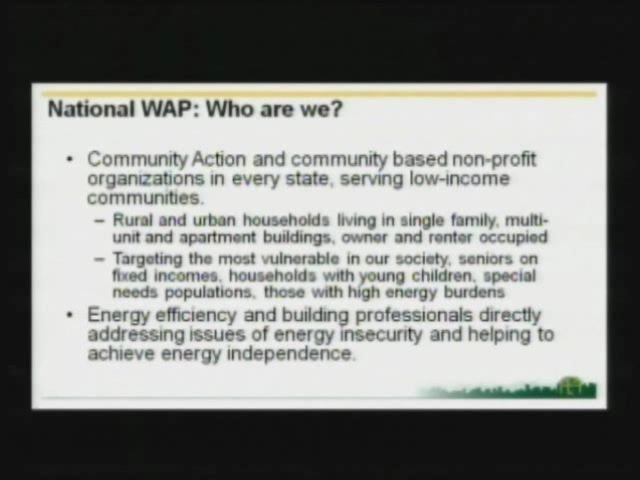 National WAP: Who are we?
• Community Action and community based non-profit
organizations in every state, serving low-income
communities.
– Rural and urban households living in single family, multi-
unit and apartment buildings, owner and renter occupied
– Targeting the most vulnerable in our society, seniors on
fixed incomes, households with young children, special
needs populations, those with high energy burdens
• Energy efficiency and building professionals directly
addressing issues of energy insecurity and helping to
achieve energy independence.